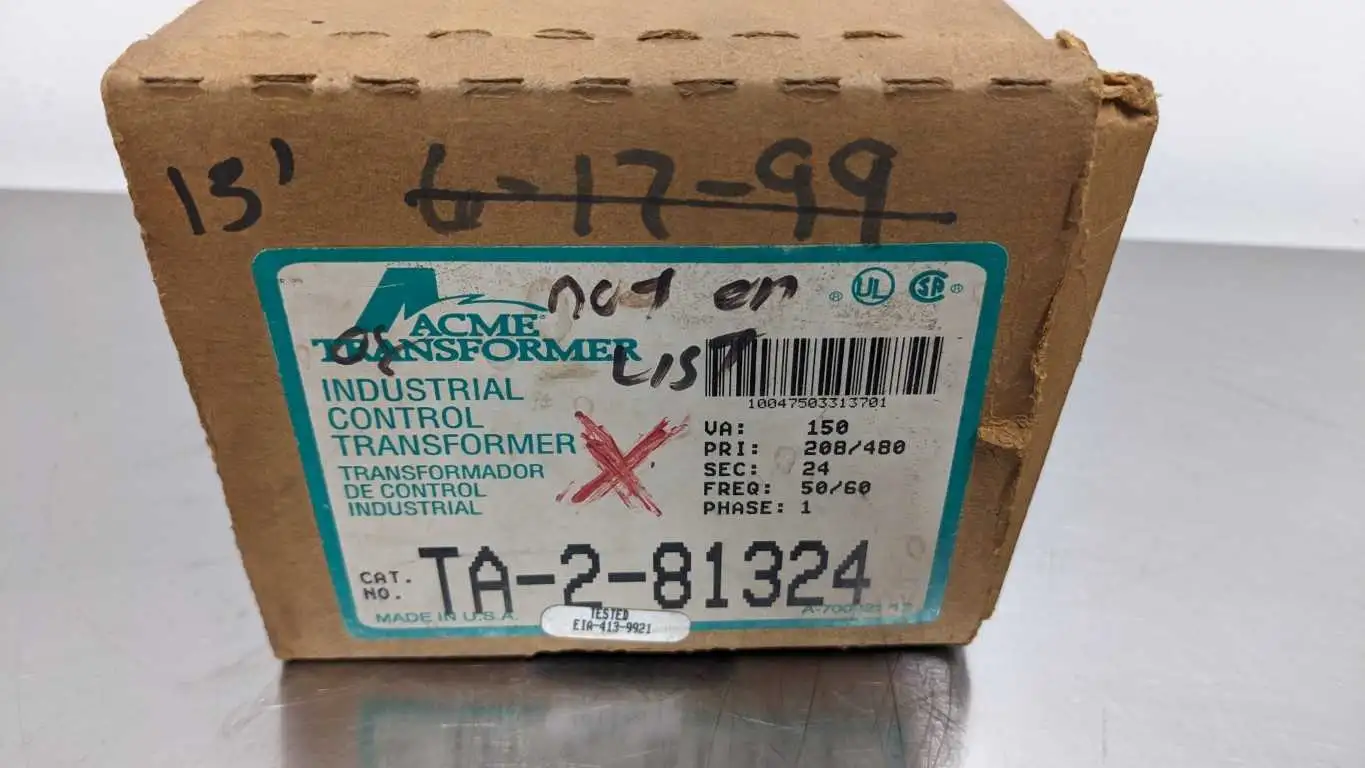 15'
6-17-99
not on
LIST
ACME
TRANSFORMER
UL
INDUSTRIAL
CONTROL
TRANSFORMER
TRANSFORMADOR
DE CONTROL
INDUSTRIAL
X
10047503313701
VA: 150
PRI: 208/480
SEC: 24
FREQ: 50/60
PHASE: 1
CAT.
NO.
TA-2-81324
MADE IN U.S.A.
TESTED
EIA-413-9921